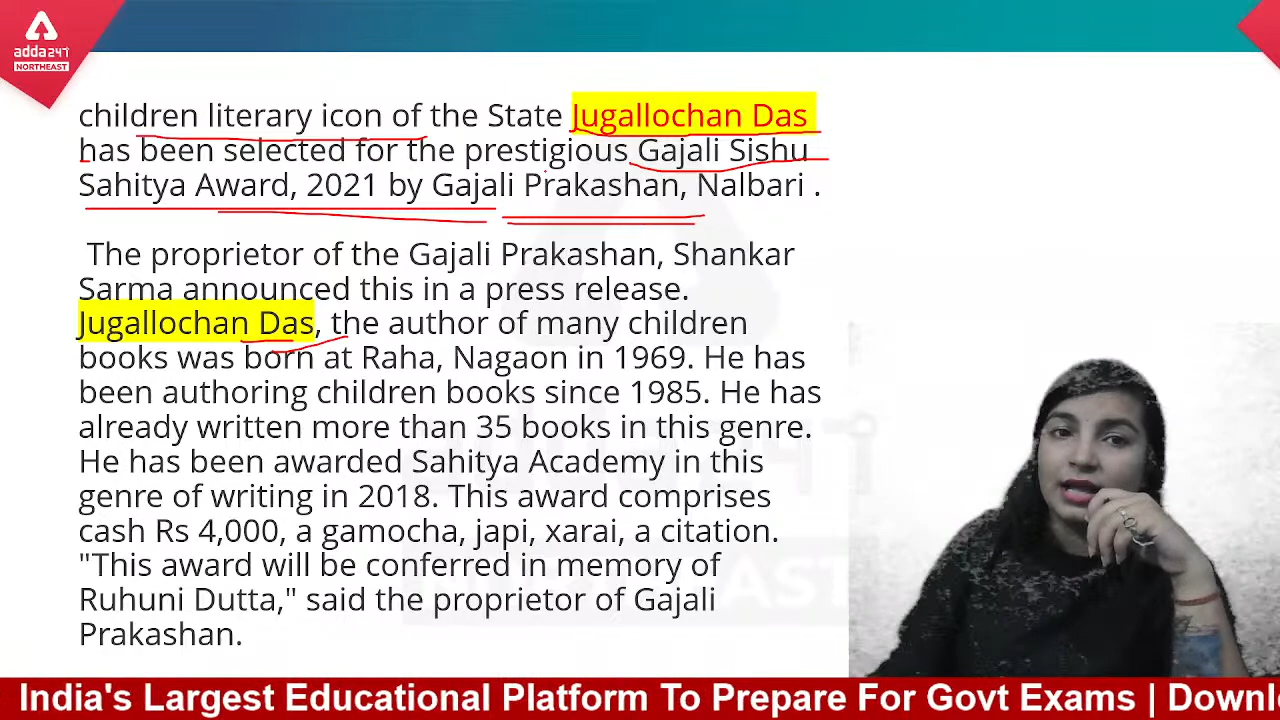 adda247
NORTHEAST
children literary icon of the State Jugallochan Das
has been selected for the prestigious Gajali Sishu
Sahitya Award, 2021 by Gajali Prakashan, Nalbari .
The proprietor of the Gajali Prakashan, Shankar
Sarma announced this in a press release.
Jugallochan Das, the author of many children
books was born at Raha, Nagaon in 1969. He has
been authoring children books since 1985. He has
already written more than 35 books in this genre.
He has been awarded Sahitya Academy in this
genre of writing in 2018. This award comprises
cash Rs 4,000, a gamocha, japi, xarai, a citation.
"This award will be conferred in memory of
Ruhuni Dutta," said the proprietor of Gajali
Prakashan.
India's Largest Educational Platform To Prepare For Govt Exams | Downl